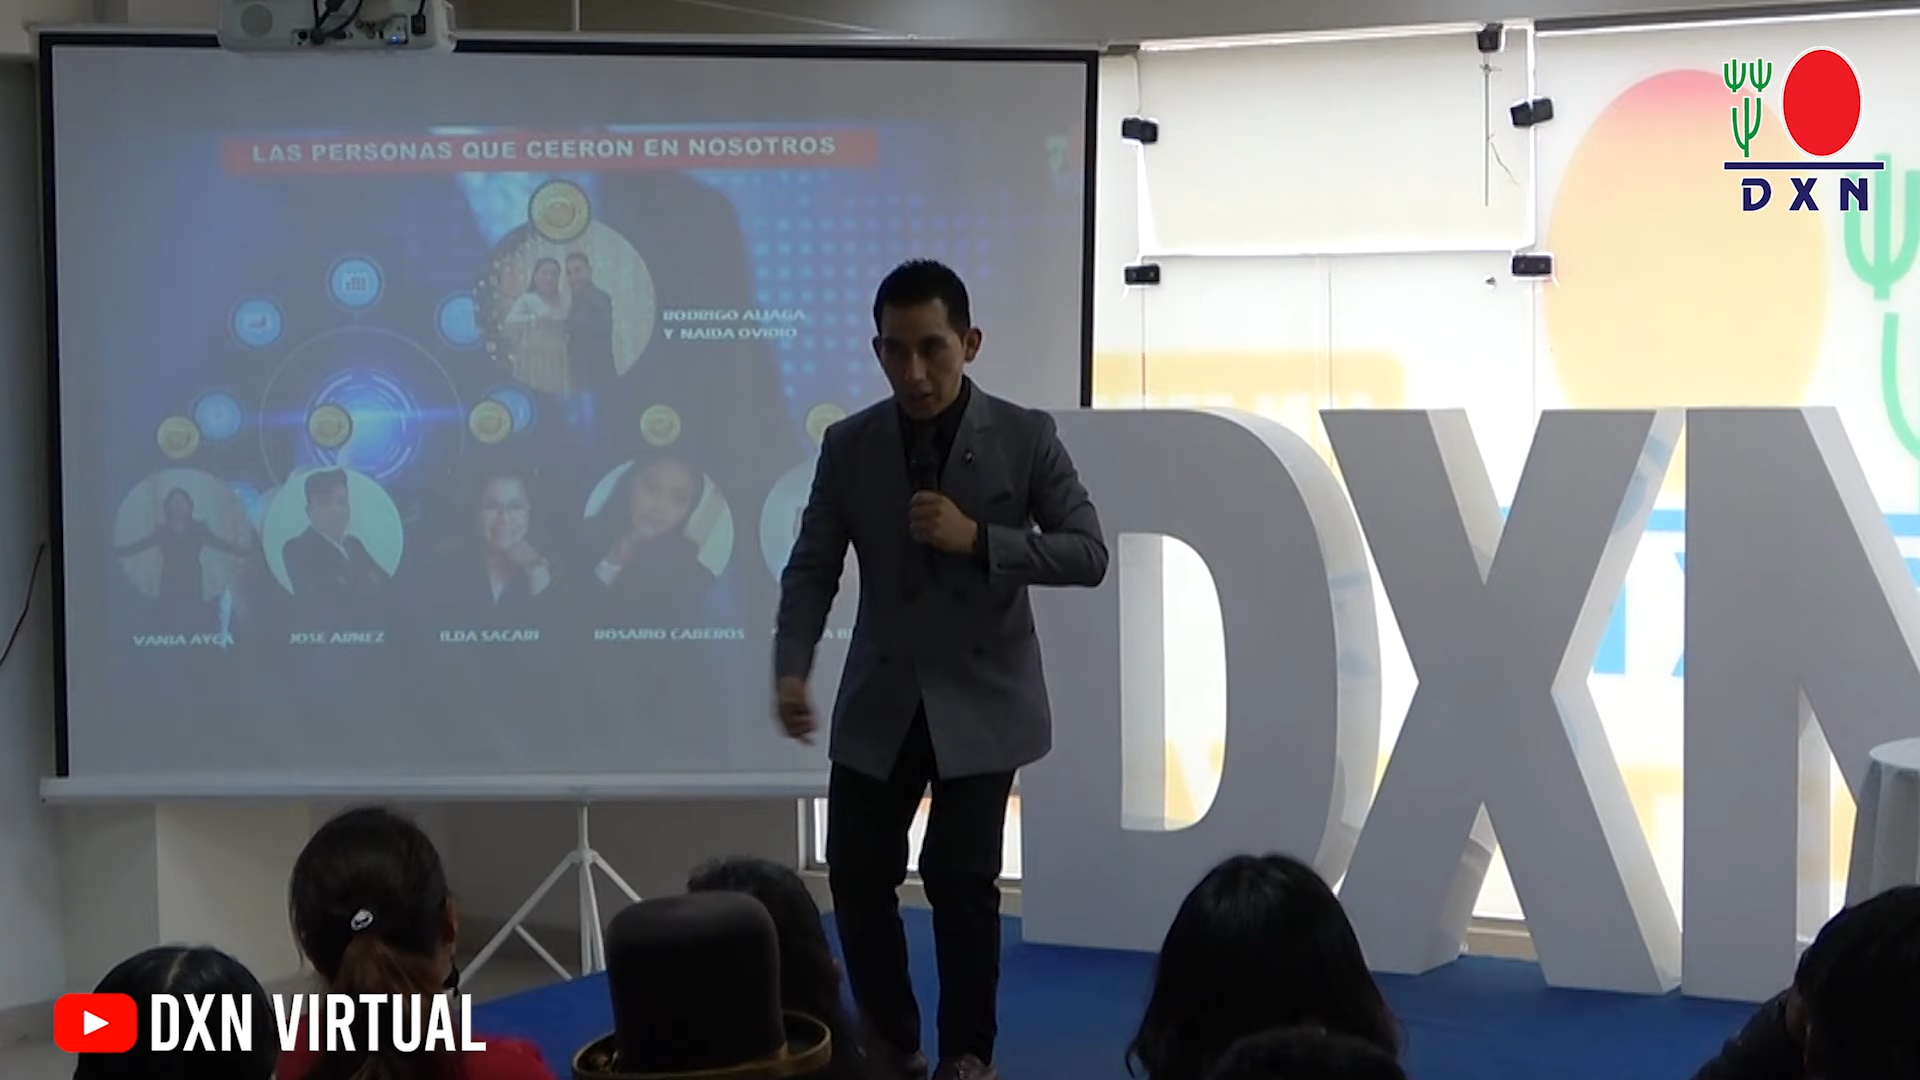 LAS PERSONAS QUE CEERON EN NOSOTROS
DXN
RODRIGO ALIAGA
Y NAIDA OVIDIO
VANIA AYCA
JOSE ARNEZ
ILDA SACARI
ROSARIO CABEROS
DXN
DXN VIRTUAL